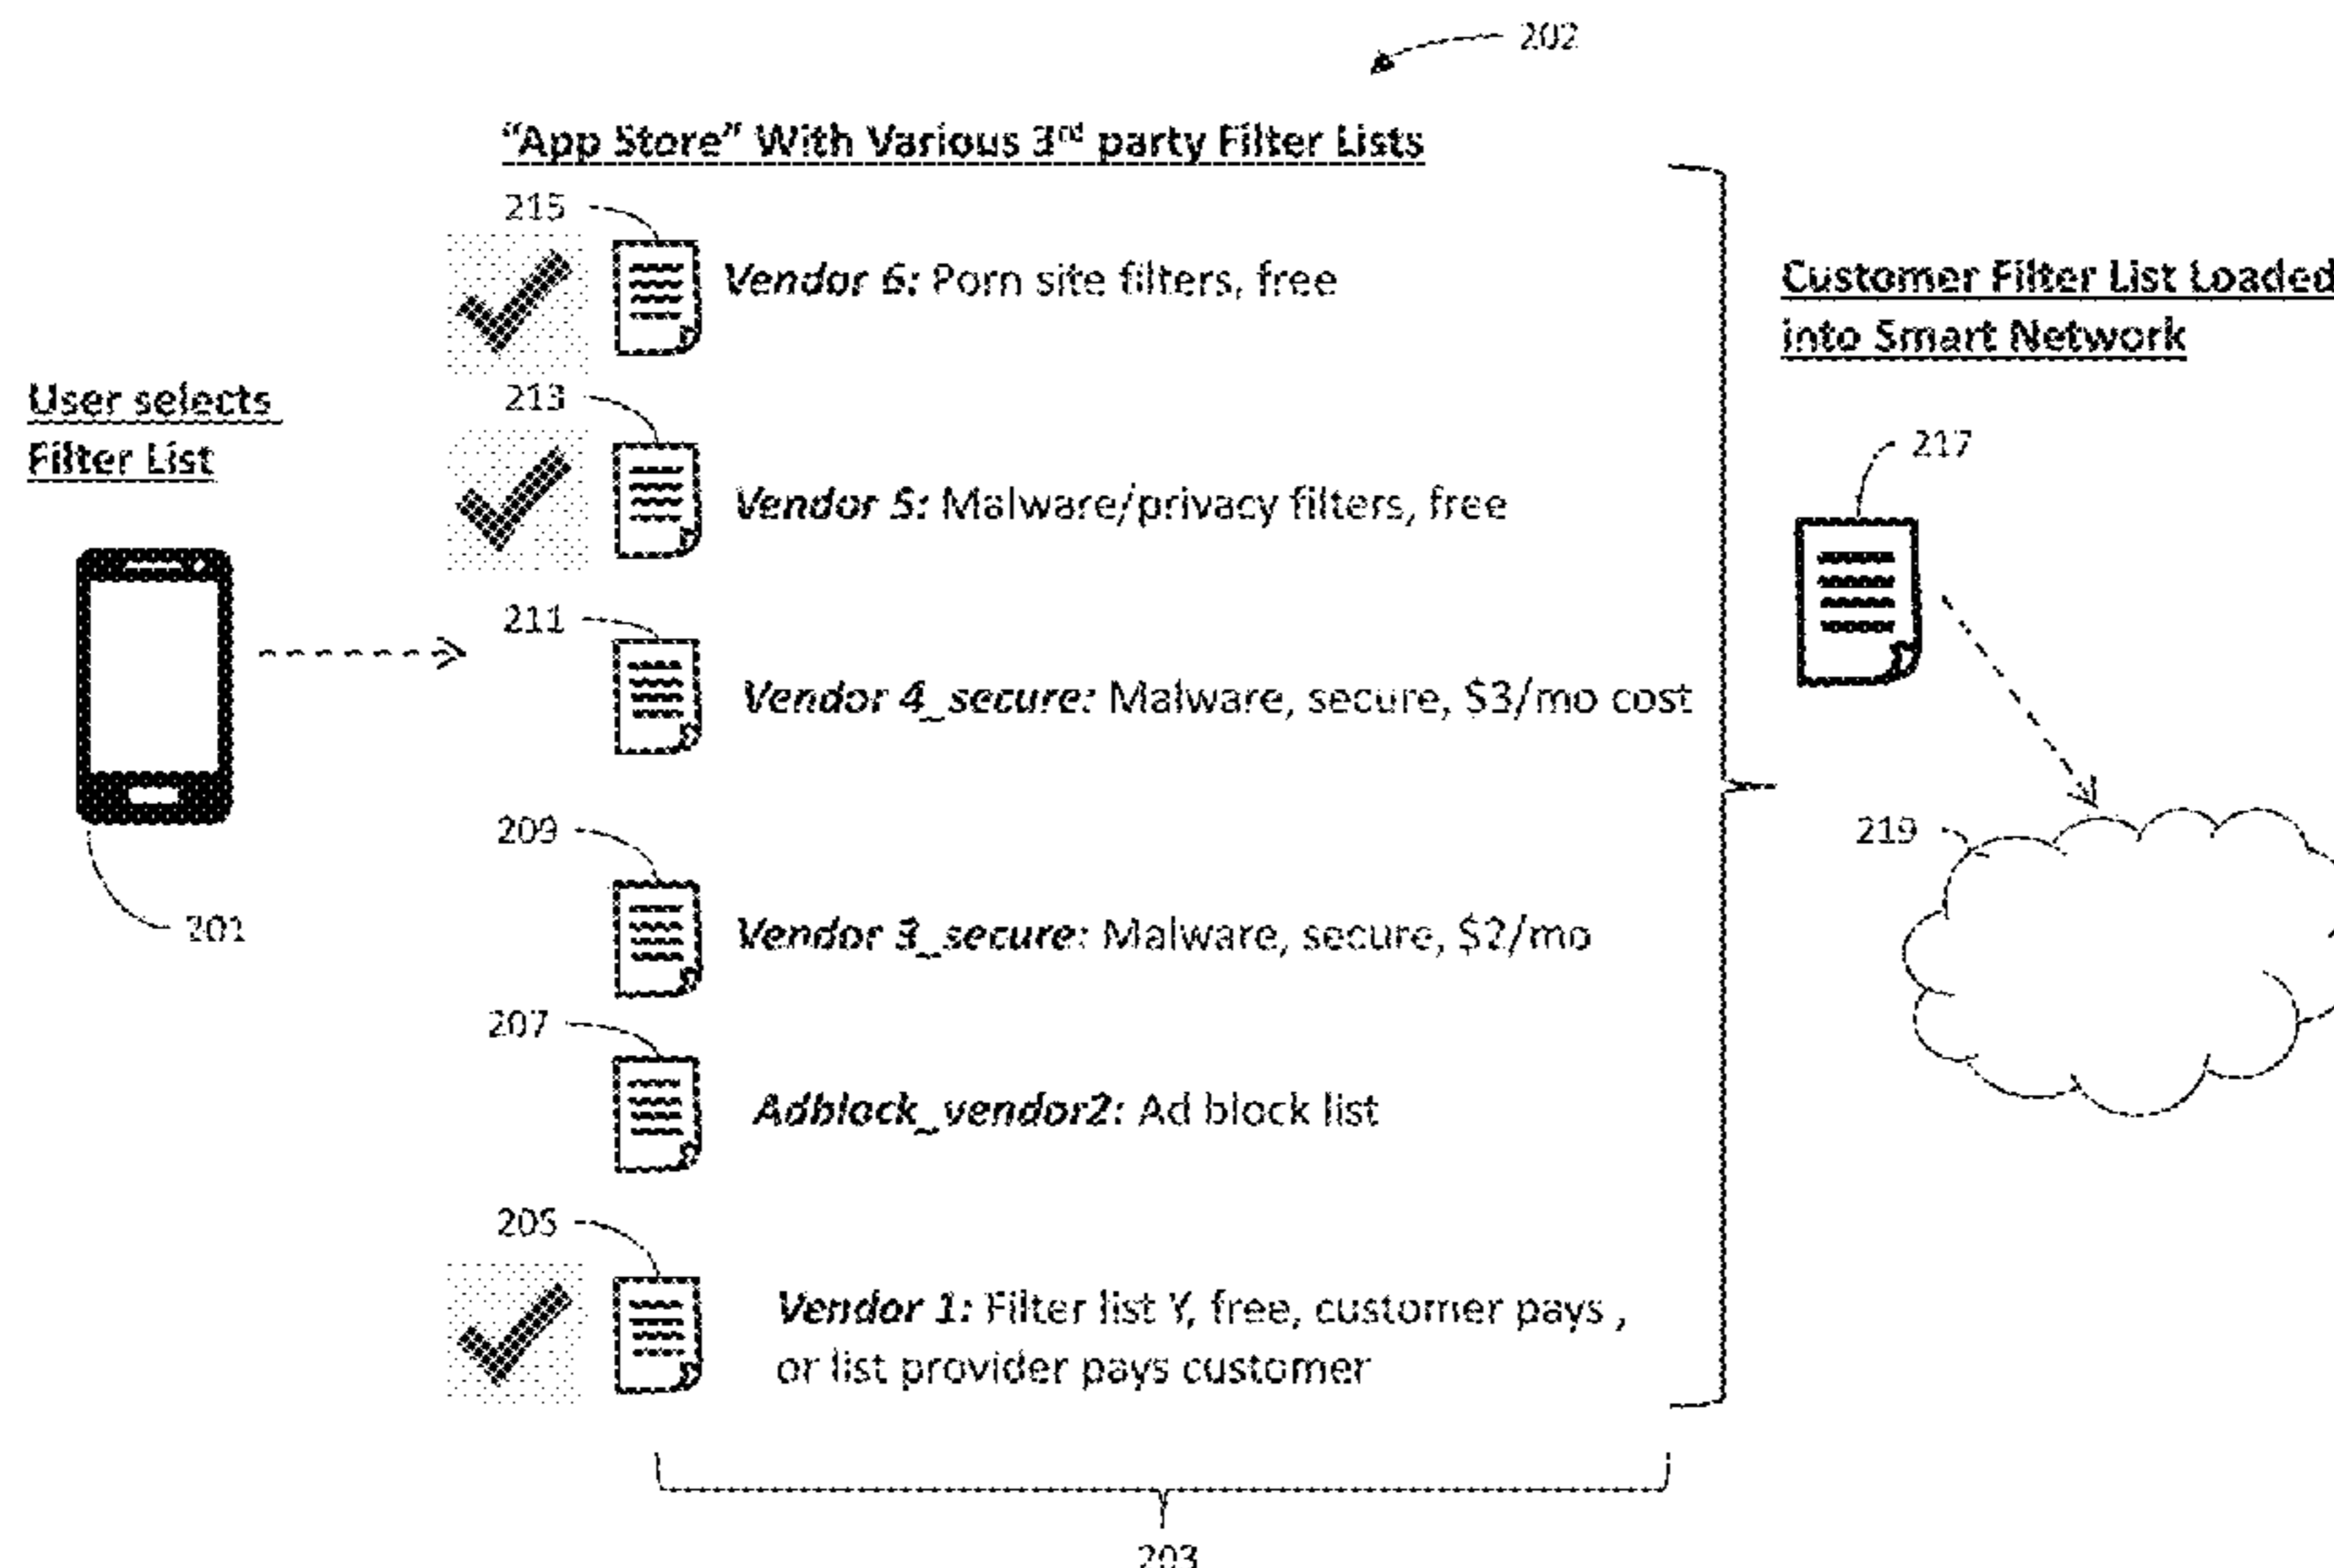 202
“App Store” With Various 3rd party Filter Lists
215
Vendor 6: Porn site filters, free
Customer Filter List Loaded
into Smart Network
User selects
Filter List
213
217
Vendor 5: Malware/privacy filters, free
211
Vendor 4_secure: Malware, secure, $3/mo cost
209
219
201
Vendor 3_secure: Malware, secure, $2/mo
207
Adblock_vendor2: Ad block list
205
Vendor 1: Filter list Y, free, customer pays ,
or list provider pays customer
203